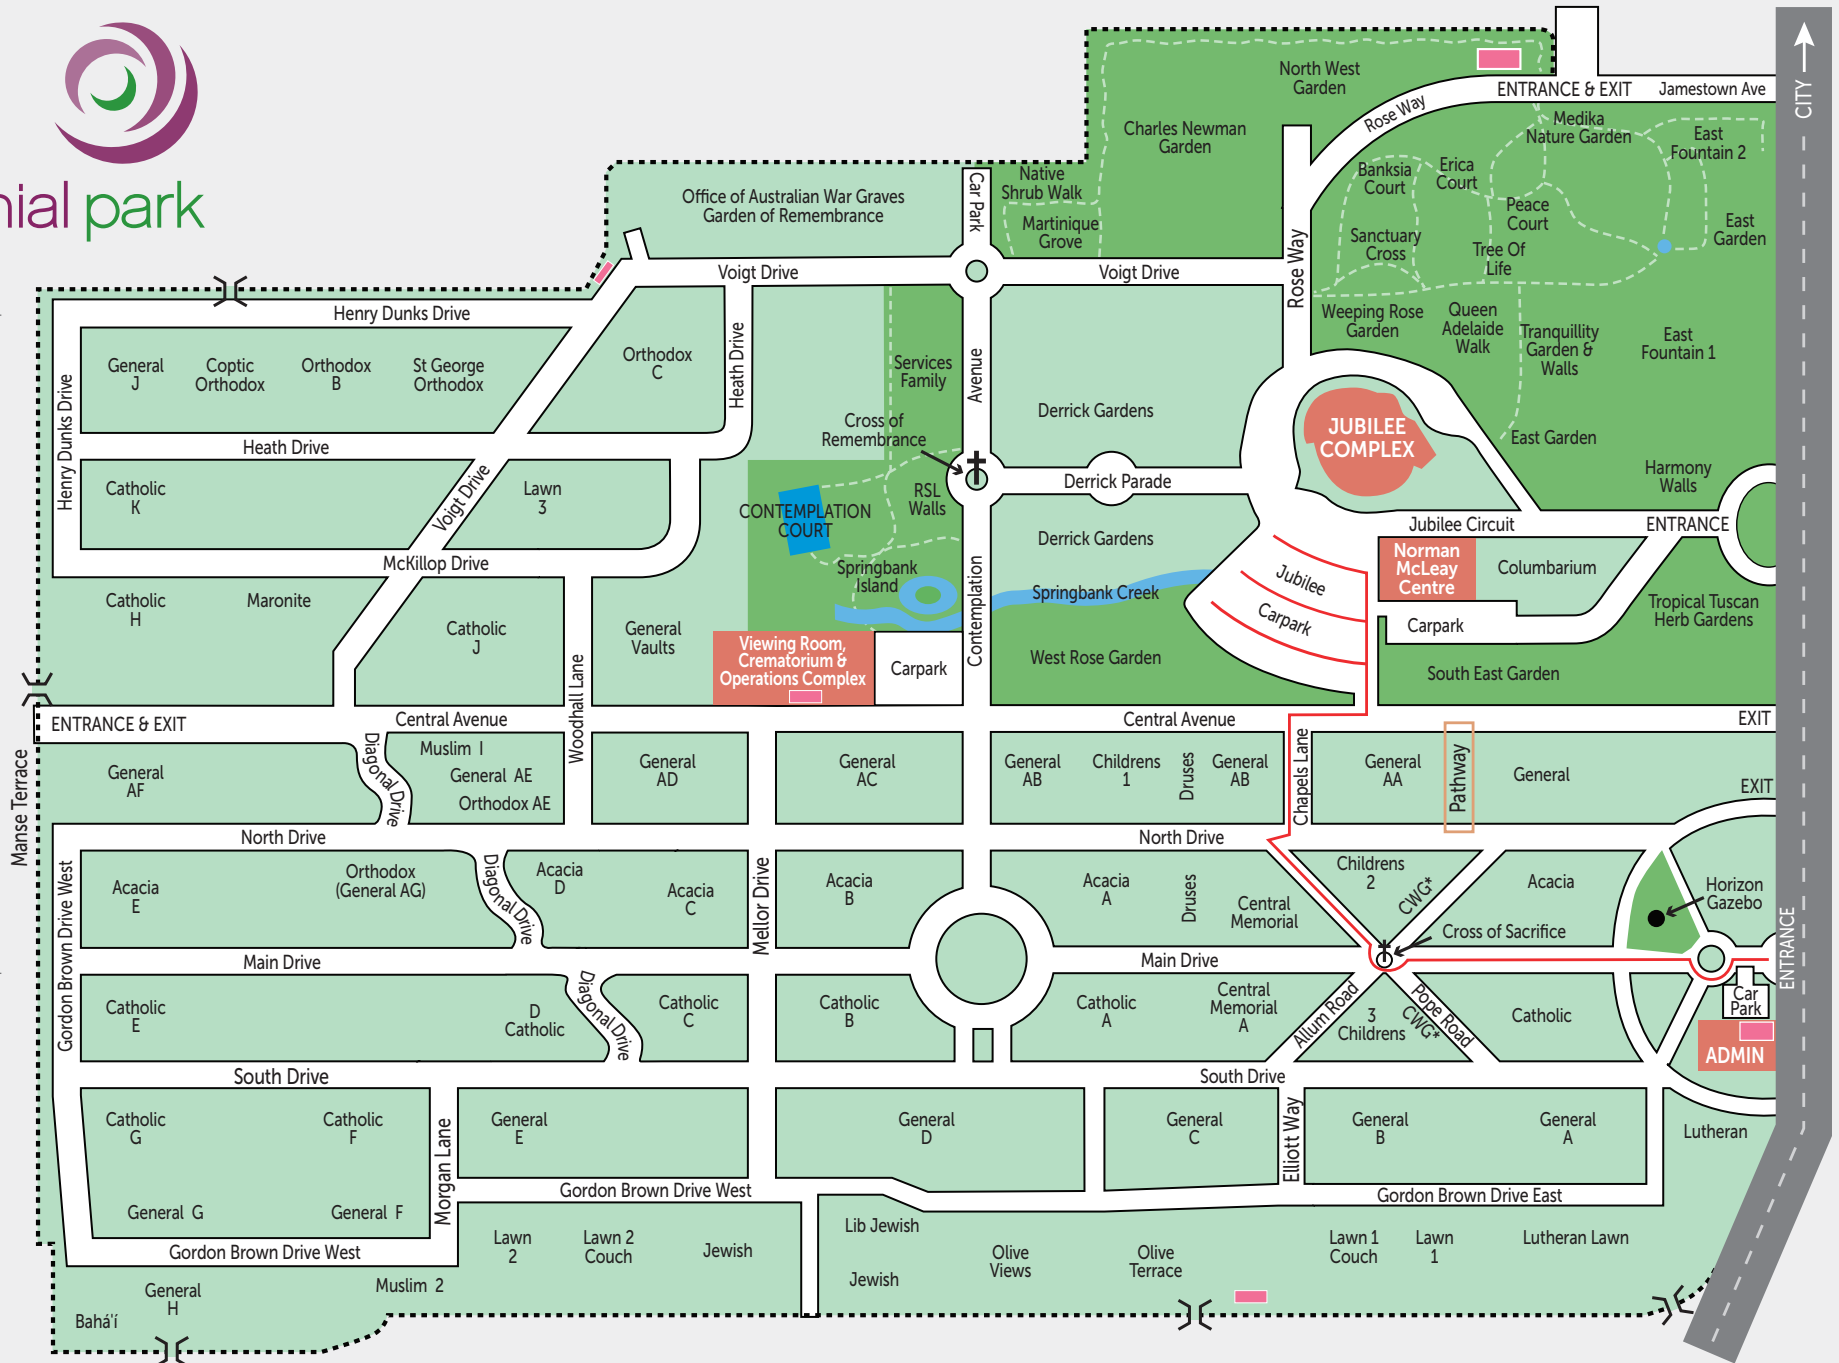 nial park
CITY
North West
Garden
ENTRANCE & EXIT
Jamestown Ave
Rose Way
Charles Newman
Garden
Medika
Nature Garden
East
Fountain 2
Banksia
Court
Erica
Court
Native
Shrub Walk
Car Park
Office of Australian War Graves
Garden of Remembrance
Martinique
Grove
Peace
Court
East
Garden
Sanctuary
Cross
Tree Of
Life
Rose Way
Voigt Drive
Voigt Drive
Henry Dunks Drive
Weeping Rose
Garden
Queen
Adelaide
Walk
Tranquillity
Garden &
Walls
East
Fountain 1
General
J
Coptic
Orthodox
Orthodox
B
St George
Orthodox
Orthodox
C
Heath Drive
Services
Family
Avenue
Derrick Gardens
JUBILEE
COMPLEX
East Garden
Henry Dunks Drive
Heath Drive
Cross of
Remembrance
Harmony
Walls
Catholic
K
Voigt Drive
Lawn
3
CONTEMPLATION
COURT
RSL
Walls
Derrick Parade
Jubilee Circuit
ENTRANCE
McKillop Drive
Derrick Gardens
Norman
McLeay
Centre
Columbarium
Springbank
Island
Springbank Creek
Jubilee
Carpark
Catholic
H
Maronite
Catholic
J
General
Vaults
Contemplation
Carpark
Tropical Tuscan
Herb Gardens
Viewing Room,
Crematorium &
Operations Complex
Carpark
West Rose Garden
South East Garden
Woodhall Lane
ENTRANCE & EXIT
Central Avenue
Central Avenue
EXIT
Manse Terrace
General
AF
Diagonal Drive
Muslim I
General AE
Orthodox AE
General
AD
General
AC
General
AB
Childrens
1
Druses
General
AB
Chapels Lane
General
AA
Pathway
General
EXIT
North Drive
North Drive
Gordon Brown Drive West
Acacia
E
Orthodox
(General AG)
Diagonal Drive
Acacia
D
Acacia
C
Mellor Drive
Acacia
B
Acacia
A
Druses
Central
Memorial
Childrens
2
CWG*
Acacia
Horizon
Gazebo
Cross of Sacrifice
Main Drive
Main Drive
ENTRANCE
Catholic
E
D
Catholic
Diagonal Drive
Catholic
C
Catholic
B
Catholic
A
Central
Memorial
A
Allum Road
3
Childrens
CWG*
Pope Road
Catholic
Car
Park
ADMIN
South Drive
South Drive
Catholic
G
Catholic
F
Morgan Lane
General
E
General
D
General
C
Elliott Way
General
B
General
A
Lutheran
General G
General F
Gordon Brown Drive West
Gordon Brown Drive East
Gordon Brown Drive West
Lawn
2
Lawn 2
Couch
Jewish
Lib Jewish
Jewish
Olive
Views
Olive
Terrace
Lawn 1
Couch
Lawn
1
Lutheran Lawn
General
H
Muslim 2
Bahá'í